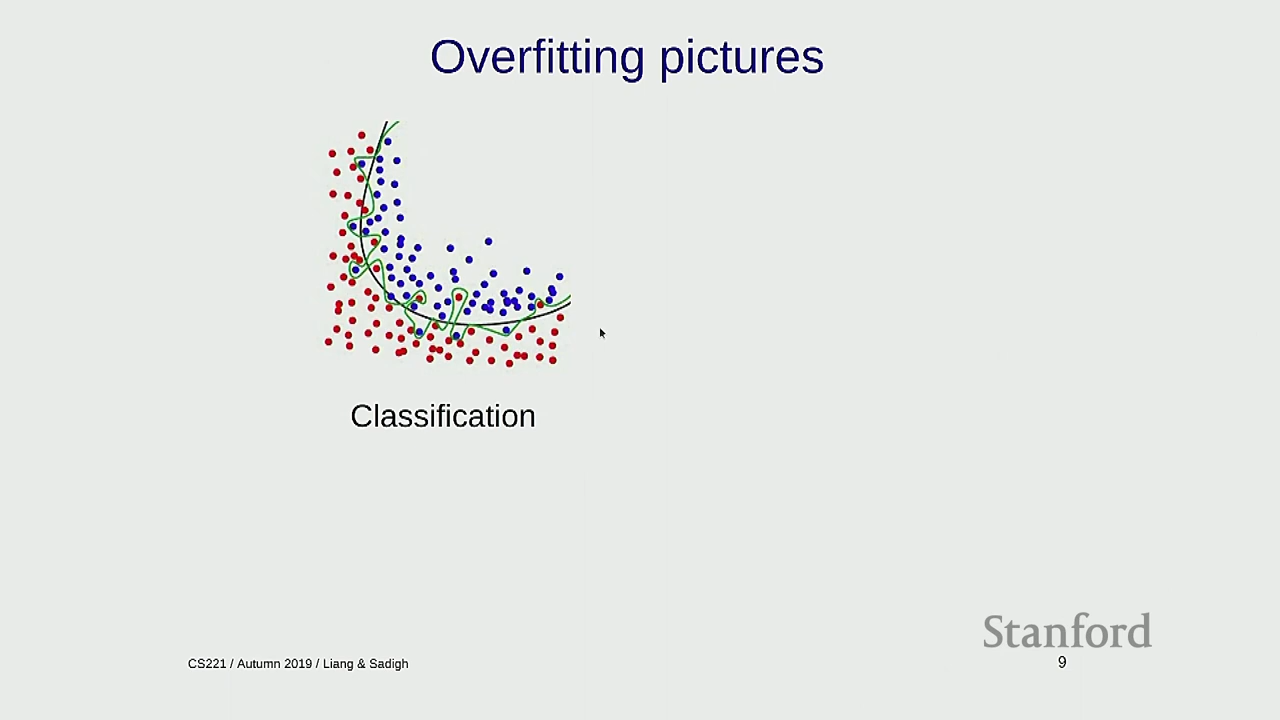 Overfitting pictures
Classification
Stanford
CS221 / Autumn 2019 / Liang & Sadigh
9